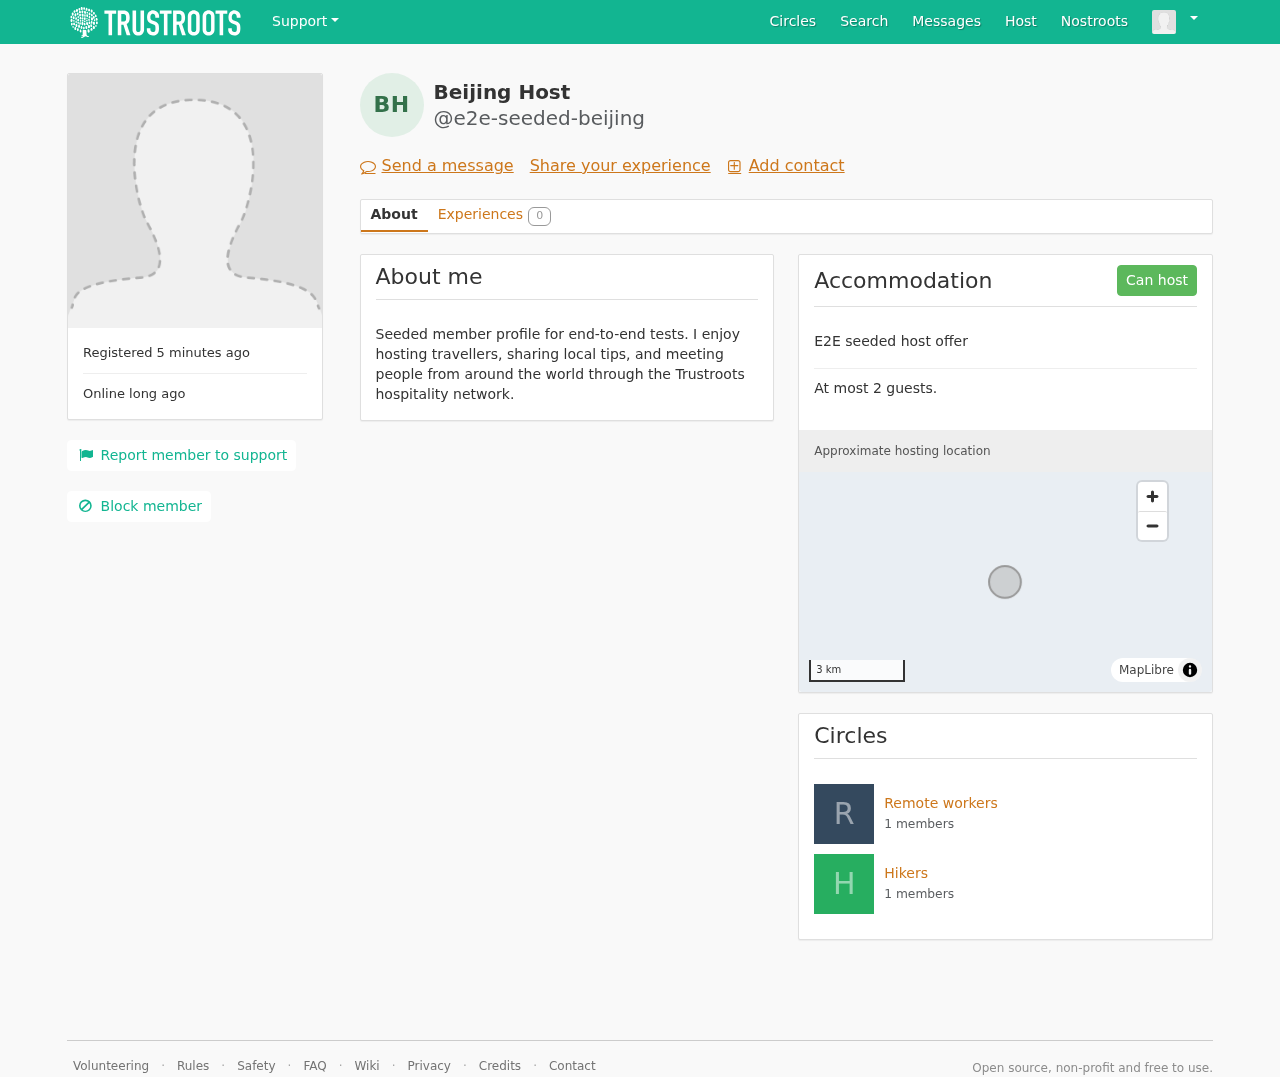 TRUSTROOTS
Support
Circles
Search
Messages
Host
Nostroots
BH
Beijing Host
@e2e-seeded-beijing
Send a message
Share your experience
Add contact
About
Experiences 0
Registered 5 minutes ago
Online long ago
Report member to support
Block member
About me
Seeded member profile for end-to-end tests. I enjoy
hosting travellers, sharing local tips, and meeting
people from around the world through the Trustroots
hospitality network.
Accommodation
Can host
E2E seeded host offer
At most 2 guests.
Approximate hosting location
3 km
MapLibre
Circles
R
Remote workers
1 members
H
Hikers
1 members
Volunteering · Rules · Safety · FAQ · Wiki · Privacy · Credits · Contact
Open source, non-profit and free to use.